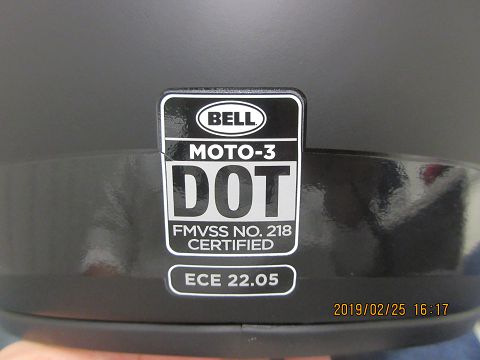 BELL
MOTO-3
DOT
FMVSS NO. 218
CERTIFIED
ECE 22.05
2019/02/25 16:17